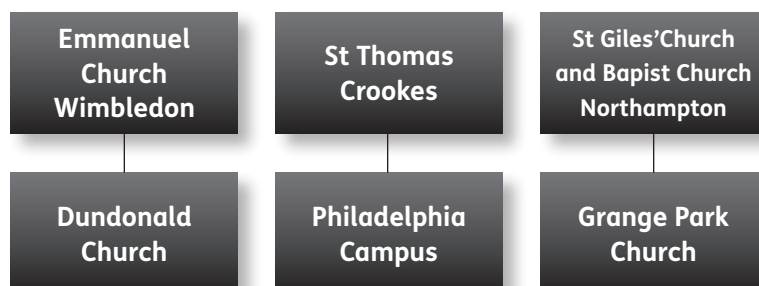 Emmanuel
Church
Wimbledon
St Thomas
Crookes
St Giles'Church
and Bapist Church
Northampton
Dundonald
Church
Philadelphia
Campus
Grange Park
Church